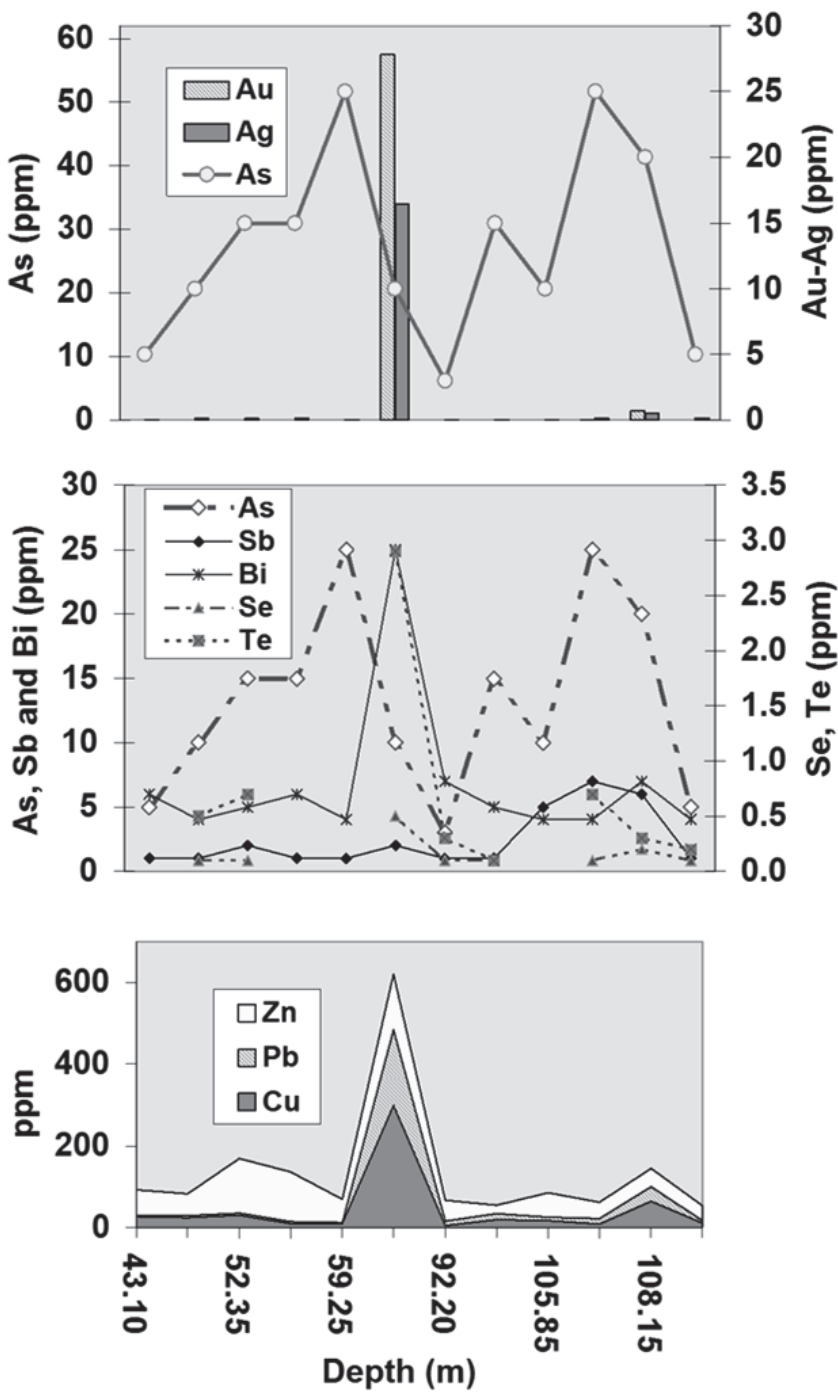 60
50
40
30
20
10
0
As (ppm)
Au
Ag
As
30
25
20
15
10
5
0
Au-Ag (ppm)
30
25
20
15
10
5
0
As, Sb and Bi (ppm)
As
Sb
Bi
Se
Te
3.5
3.0
2.5
2.0
1.5
1.0
0.5
0.0
Se, Te (ppm)
600
400
200
0
ppm
Zn
Pb
Cu
43.10
52.35
59.25
92.20
105.85
108.15
Depth (m)